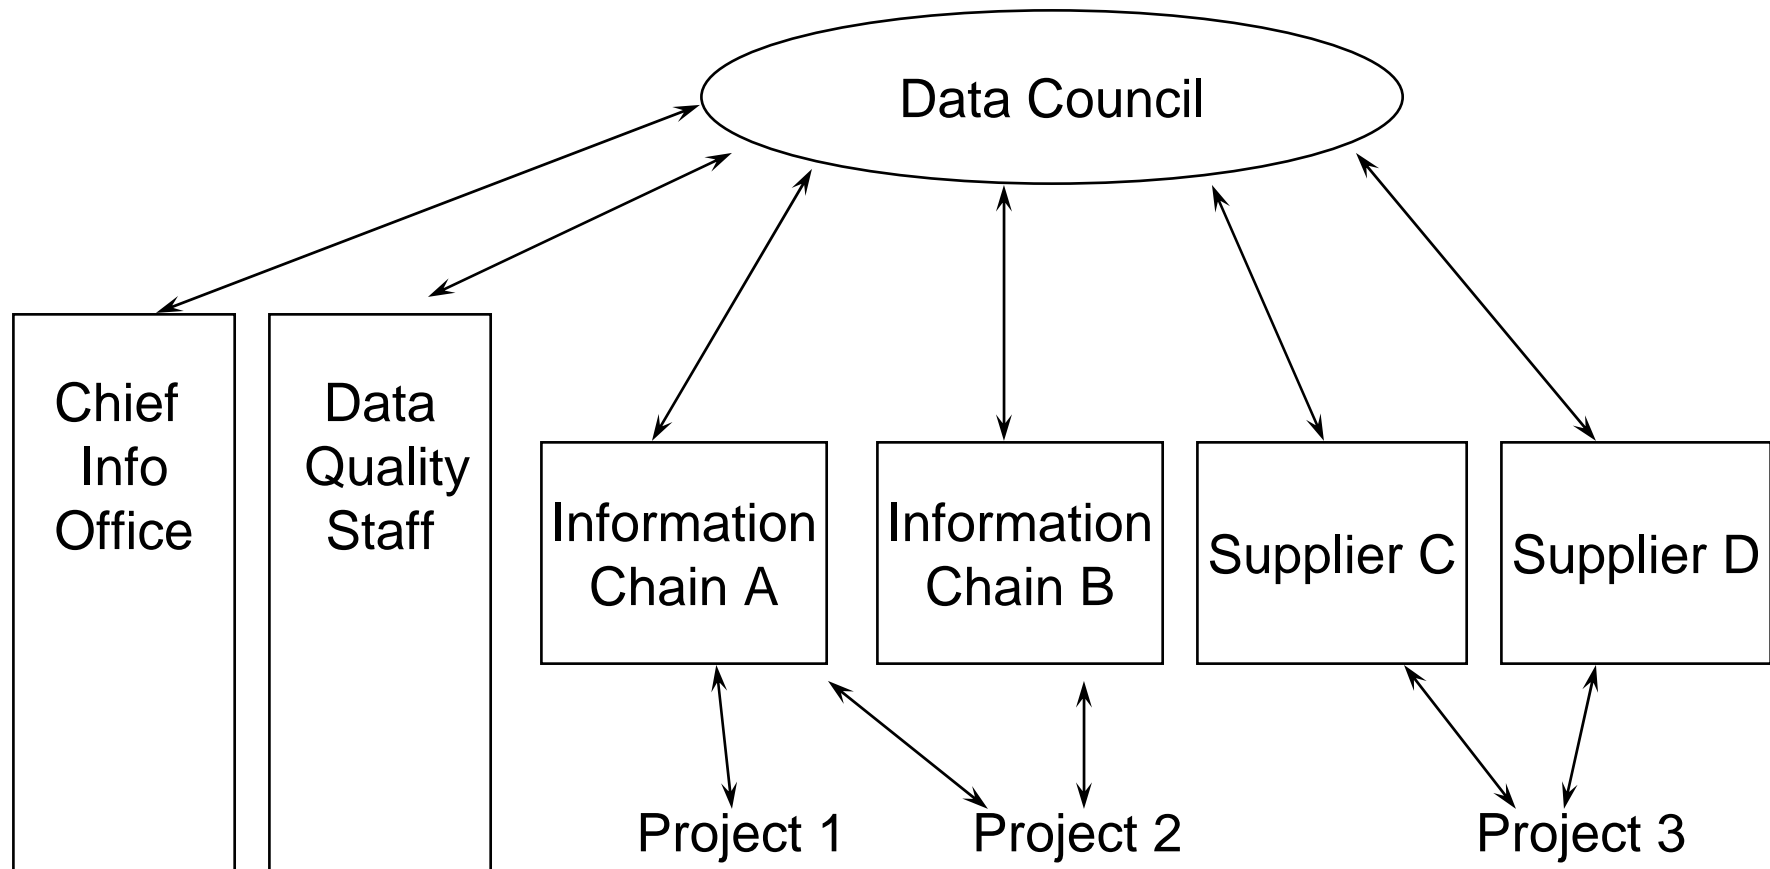 Data Council
Chief
Info
Office
Data
Quality
Staff
Information
Chain A
Information
Chain B
Supplier C
Supplier D
Project 1
Project 2
Project 3